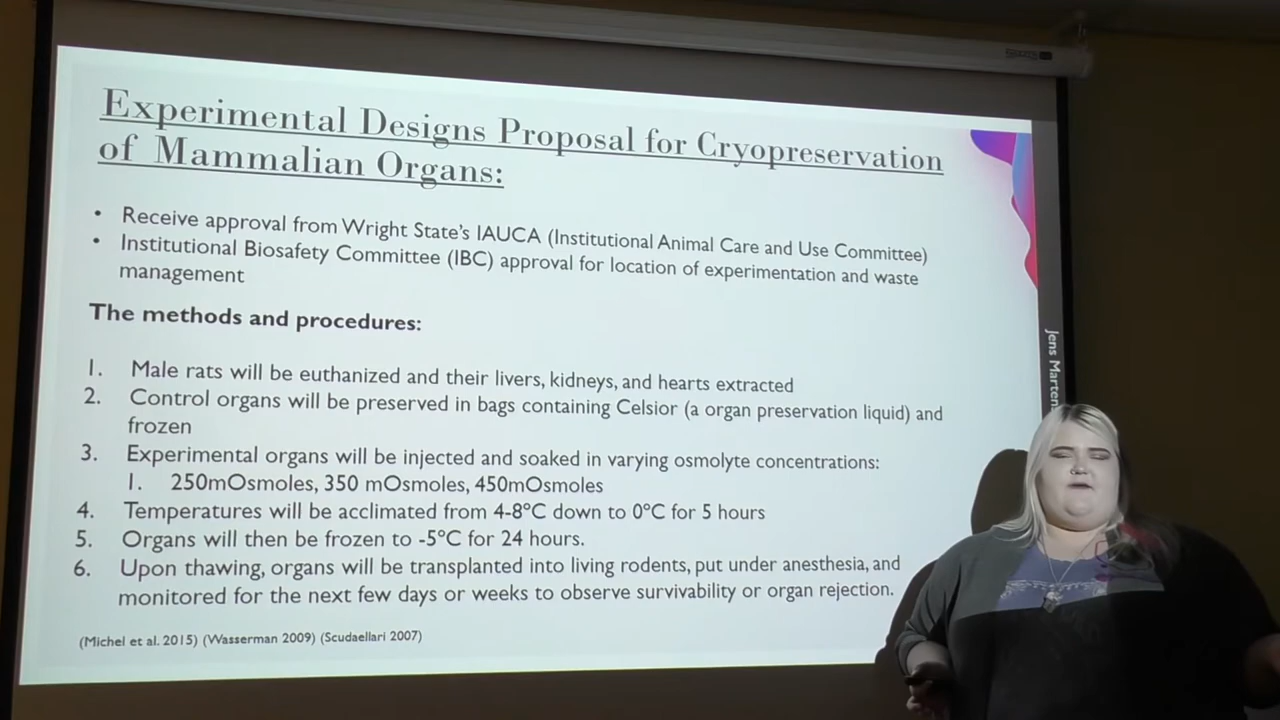 Experimental Designs Proposal for Cryopreservation
of Mammalian Organs:
• Receive approval from Wright State's IAUCA (Institutional Animal Care and Use Committee)
• Institutional Biosafety Committee (IBC) approval for location of experimentation and waste
management
The methods and procedures:
1. Male rats will be euthanized and their livers, kidneys, and hearts extracted
2. Control organs will be preserved in bags containing Celsior (a organ preservation liquid) and
frozen
3. Experimental organs will be injected and soaked in varying osmolyte concentrations:
1. 250mOsmoles, 350 mOsmoles, 450mOsmoles
4. Temperatures will be acclimated from 4-8°C down to 0°C for 5 hours
5. Organs will then be frozen to -5°C for 24 hours.
6. Upon thawing, organs will be transplanted into living rodents, put under anesthesia, and
monitored for the next few days or weeks to observe survivability or organ rejection.
(Michel et al. 2015) (Wasserman 2009) (Scudaellari 2007)
Jens Marten